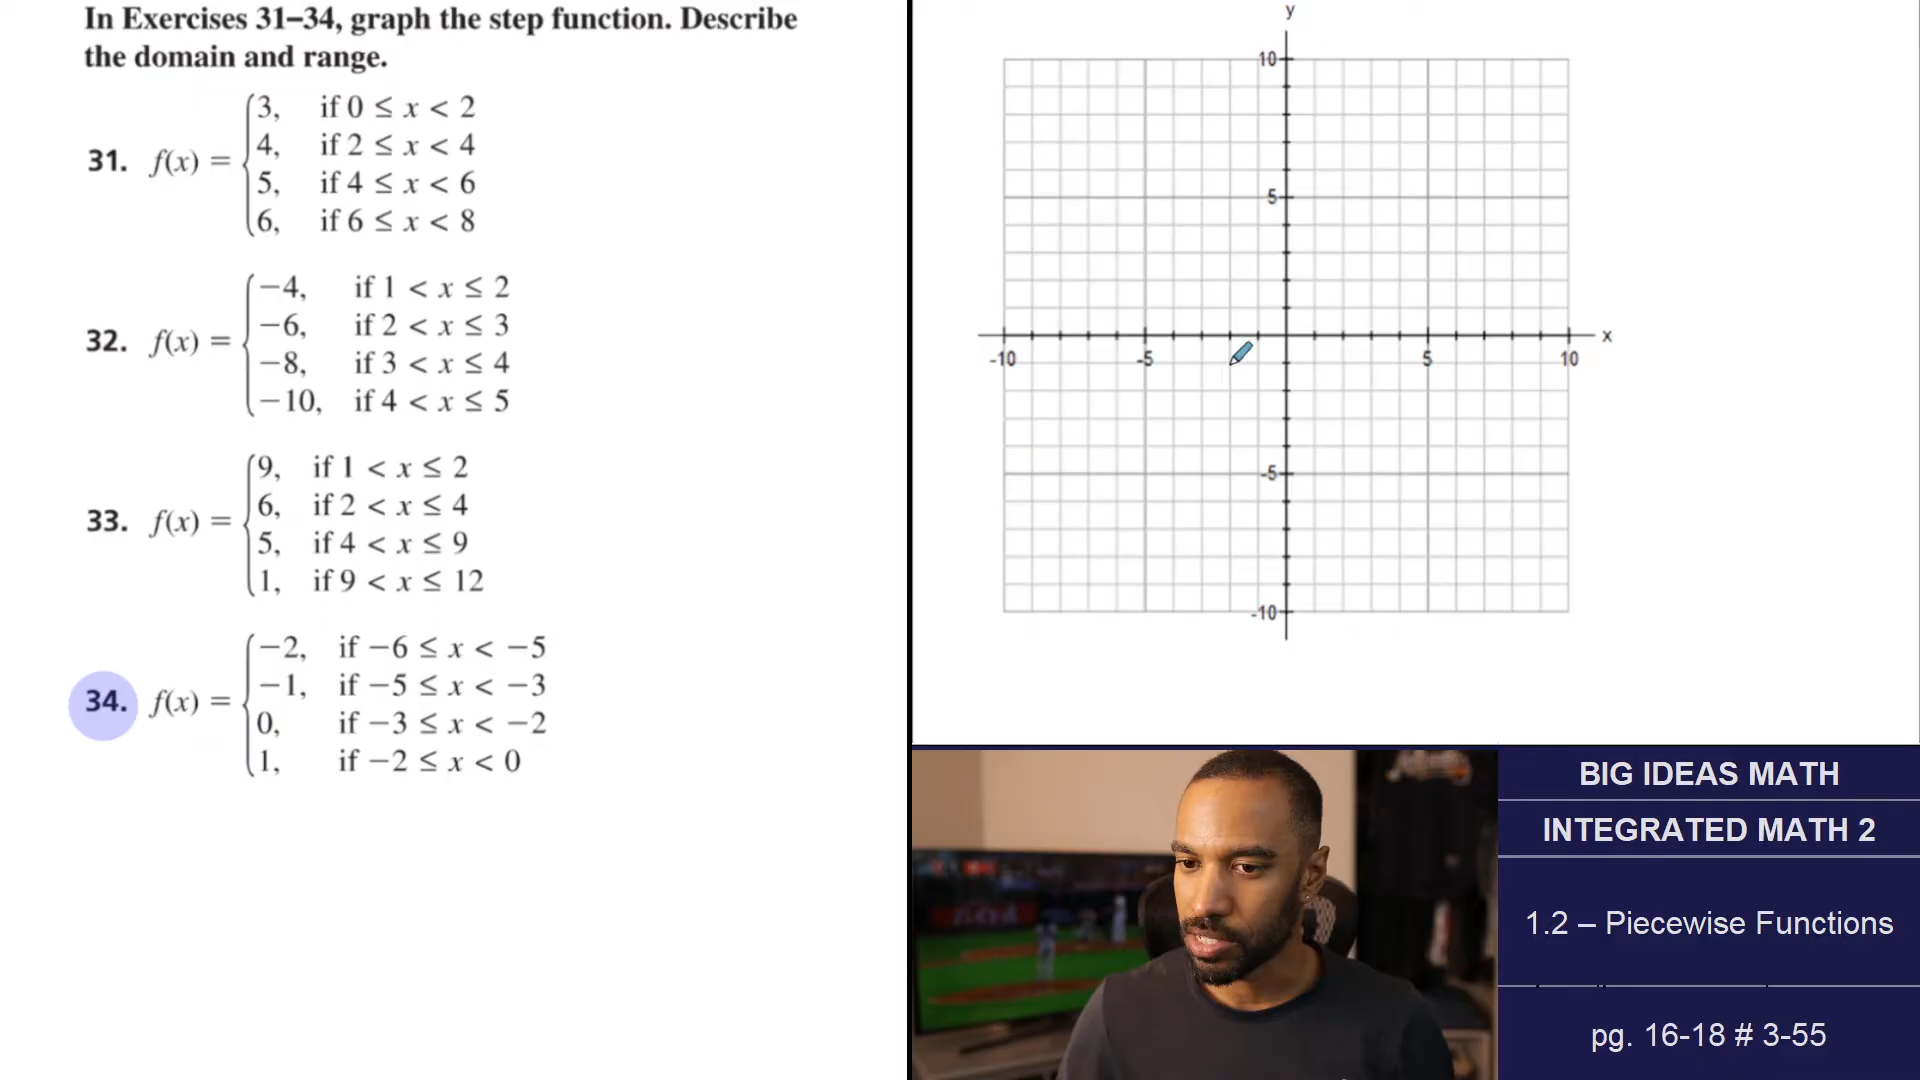 In Exercises 31–34, graph the step function. Describe
the domain and range.
31. f(x) = { 3, if 0 ≤ x < 2
4, if 2 ≤ x < 4
5, if 4 ≤ x < 6
6, if 6 ≤ x < 8
32. f(x) = { −4, if 1 < x ≤ 2
−6, if 2 < x ≤ 3
−8, if 3 < x ≤ 4
−10, if 4 < x ≤ 5
33. f(x) = { 9, if 1 < x ≤ 2
6, if 2 < x ≤ 4
5, if 4 < x ≤ 9
1, if 9 < x ≤ 12
34. f(x) = { −2, if −6 ≤ x < −5
−1, if −5 ≤ x < −3
0, if −3 ≤ x < −2
1, if −2 ≤ x < 0
y
10
5
x
-10 -5 5 10
-5
-10
BIG IDEAS MATH
INTEGRATED MATH 2
1.2 – Piecewise Functions
pg. 16-18 # 3-55